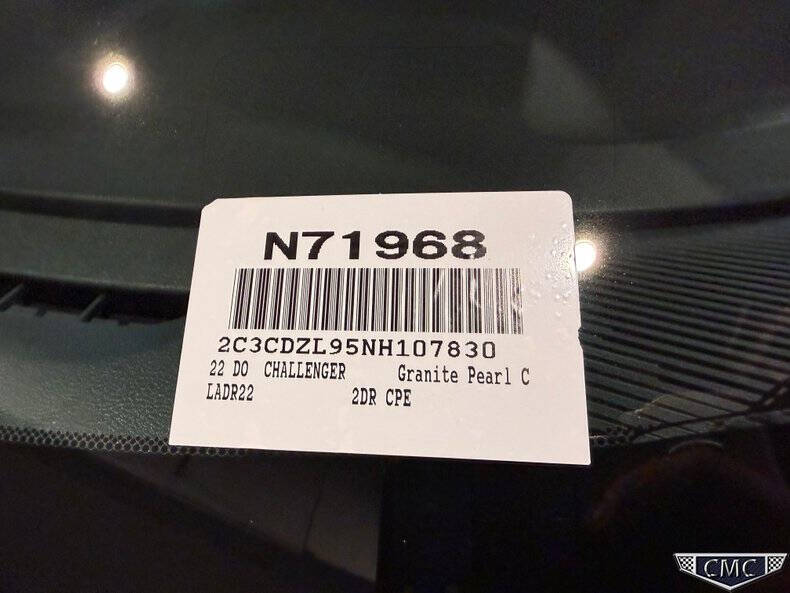 N71968
2C3CDZL95NH107830
22 DO CHALLENGER Granite Pearl C
LADR22 2DR CPE
CMC